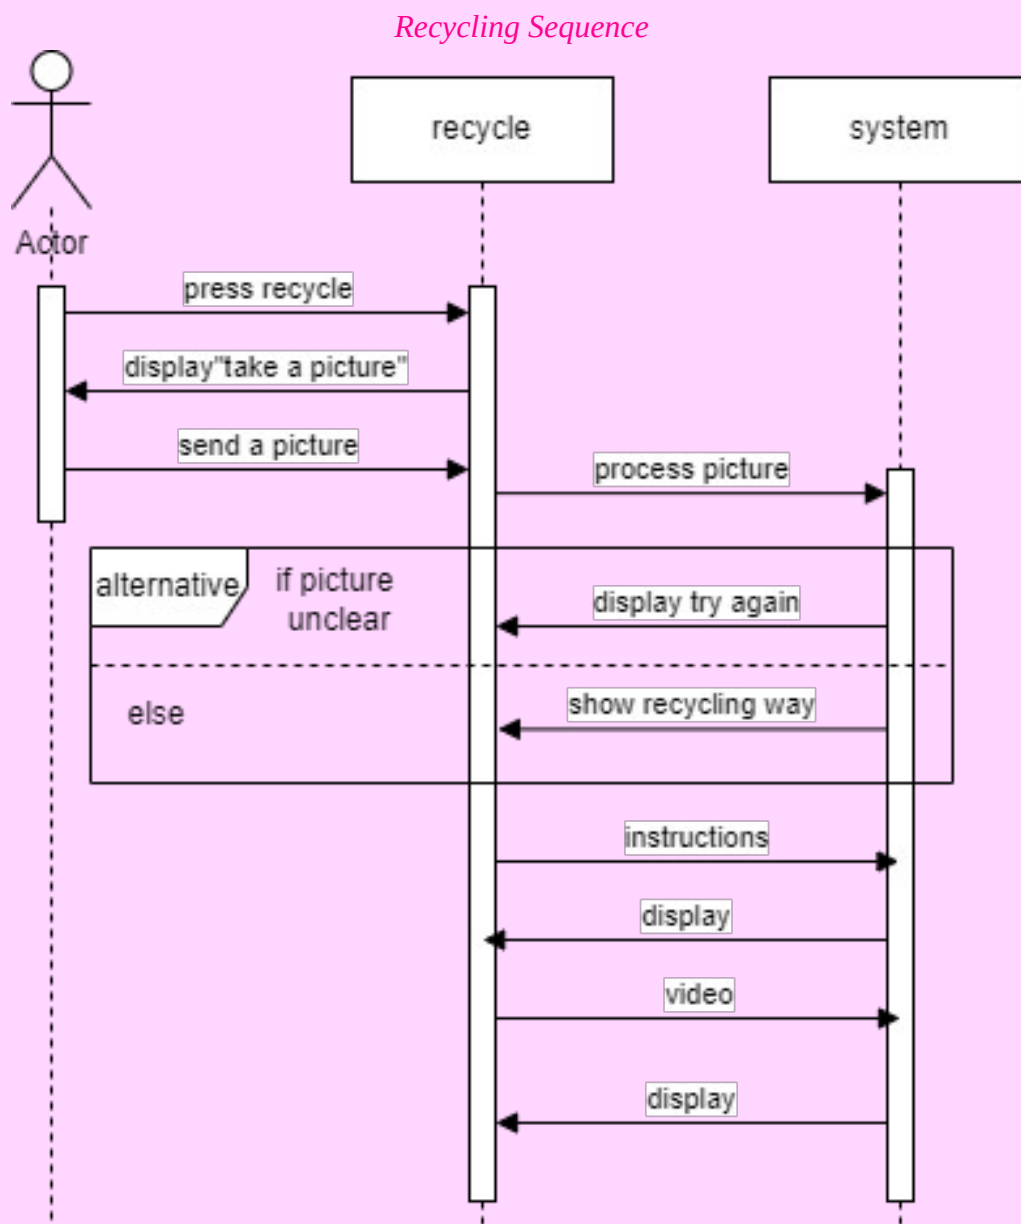 Recycling Sequence
recycle
system
Actor
press recycle
display"take a picture"
send a picture
process picture
alternative
if picture
unclear
display try again
show recycling way
else
instructions
display
video
display